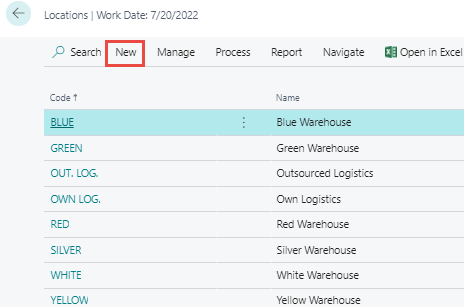 Locations | Work Date: 7/20/2022
Search New Manage Process Report Navigate Open in Excel
Code ↑ Name
BLUE Blue Warehouse
GREEN Green Warehouse
OUT. LOG. Outsourced Logistics
OWN LOG. Own Logistics
RED Red Warehouse
SILVER Silver Warehouse
WHITE White Warehouse
YELLOW Yellow Warehouse